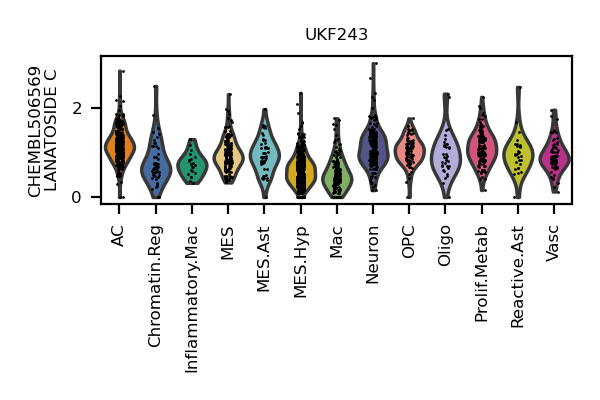 UKF243
CHEMBL506569
LANATOSIDE C
2
0
AC
Chromatin.Reg
Inflammatory.Mac
MES
MES.Ast
MES.Hyp
Mac
Neuron
OPC
Oligo
Prolif.Metab
Reactive.Ast
Vasc